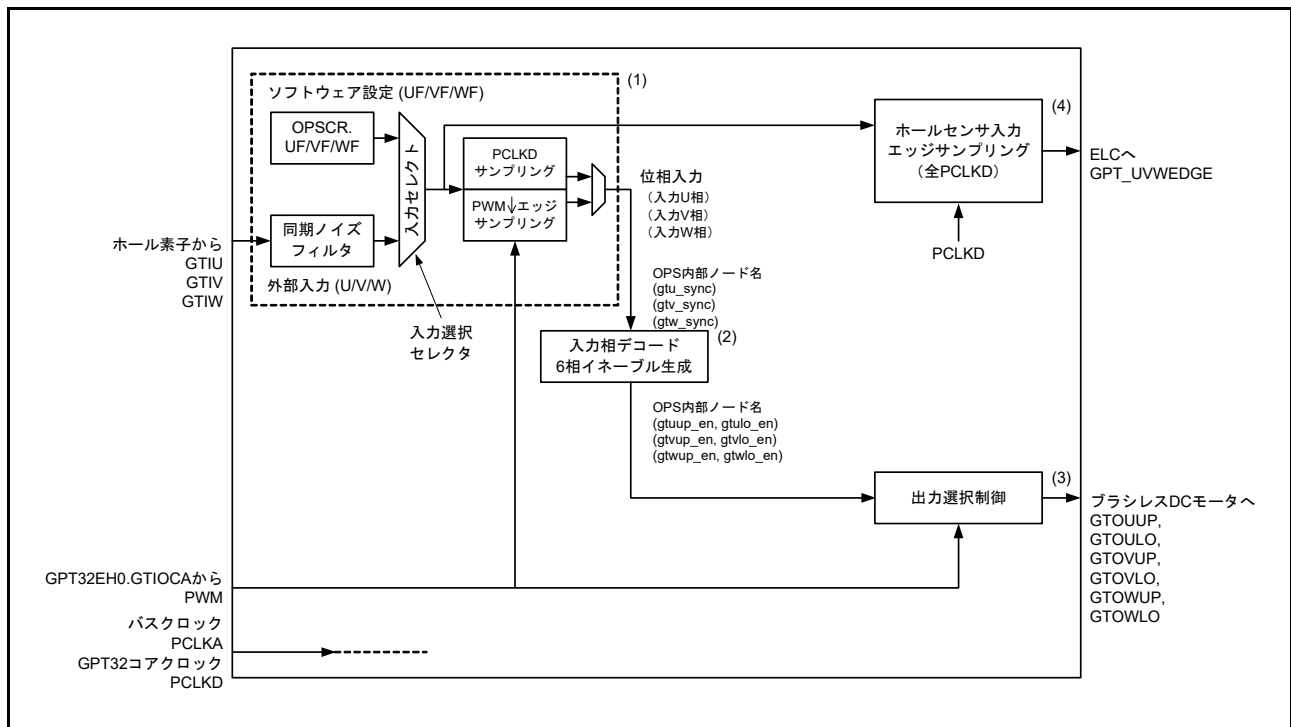 (1)
ソフトウェア設定 (UF/VF/WF)
OPSCR.
UF/VF/WF
同期ノイズ
フィルタ
外部入力 (U/V/W)
入力セレクト
PCLKD
サンプリング
PWM↓エッジ
サンプリング
入力選択
セレクタ
ホール素子から
GTIU
GTIV
GTIW
位相入力
(入力U相)
(入力V相)
(入力W相)
OPS内部ノード名
(gtu_sync)
(gtv_sync)
(gtw_sync)
(2)
入力相デコード
6相イネーブル生成
OPS内部ノード名
(gtuup_en, gtulo_en)
(gtvup_en, gtvlo_en)
(gtwup_en, gtwlo_en)
(4)
ホールセンサ入力
エッジサンプリング
(全PCLKD)
PCLKD
ELCへ
GPT_UVWEDGE
(3)
出力選択制御
ブラシレスDCモータへ
GTOUUP,
GTOULO,
GTOVUP,
GTOVLO,
GTOWUP,
GTOWLO
GPT32EH0.GTIOCAから
PWM
バスクロック
PCLKA
GPT32コアクロック
PCLKD